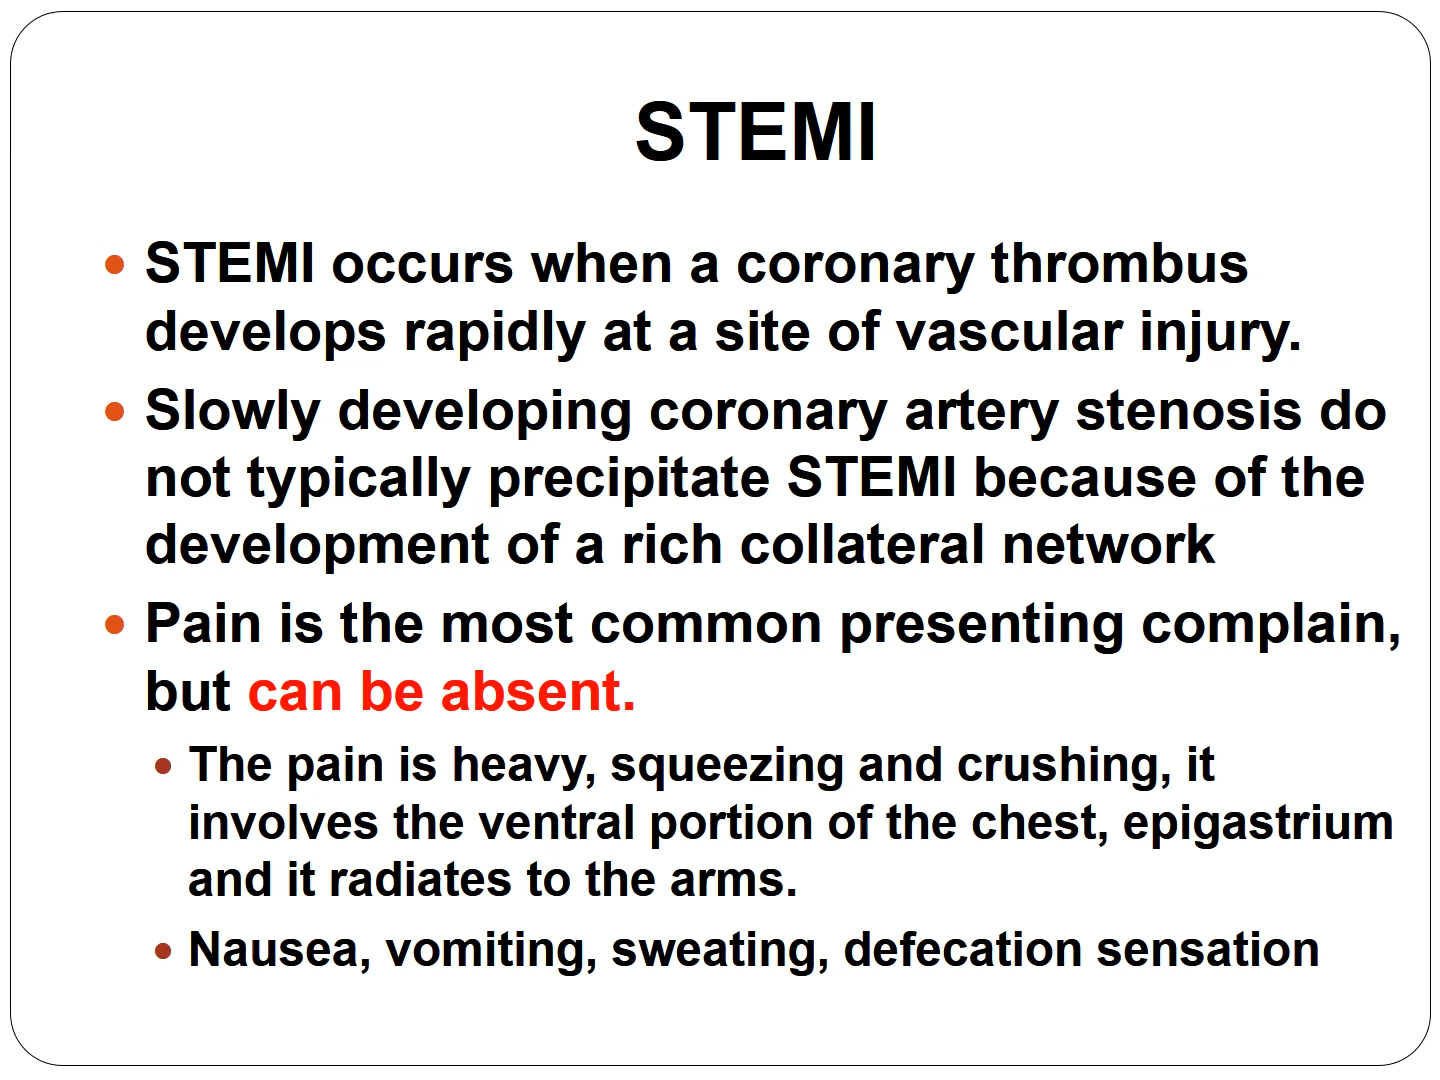 STEMI
• STEMI occurs when a coronary thrombus
develops rapidly at a site of vascular injury.
• Slowly developing coronary artery stenosis do
not typically precipitate STEMI because of the
development of a rich collateral network
• Pain is the most common presenting complain,
but can be absent.
• The pain is heavy, squeezing and crushing, it
involves the ventral portion of the chest, epigastrium
and it radiates to the arms.
• Nausea, vomiting, sweating, defecation sensation